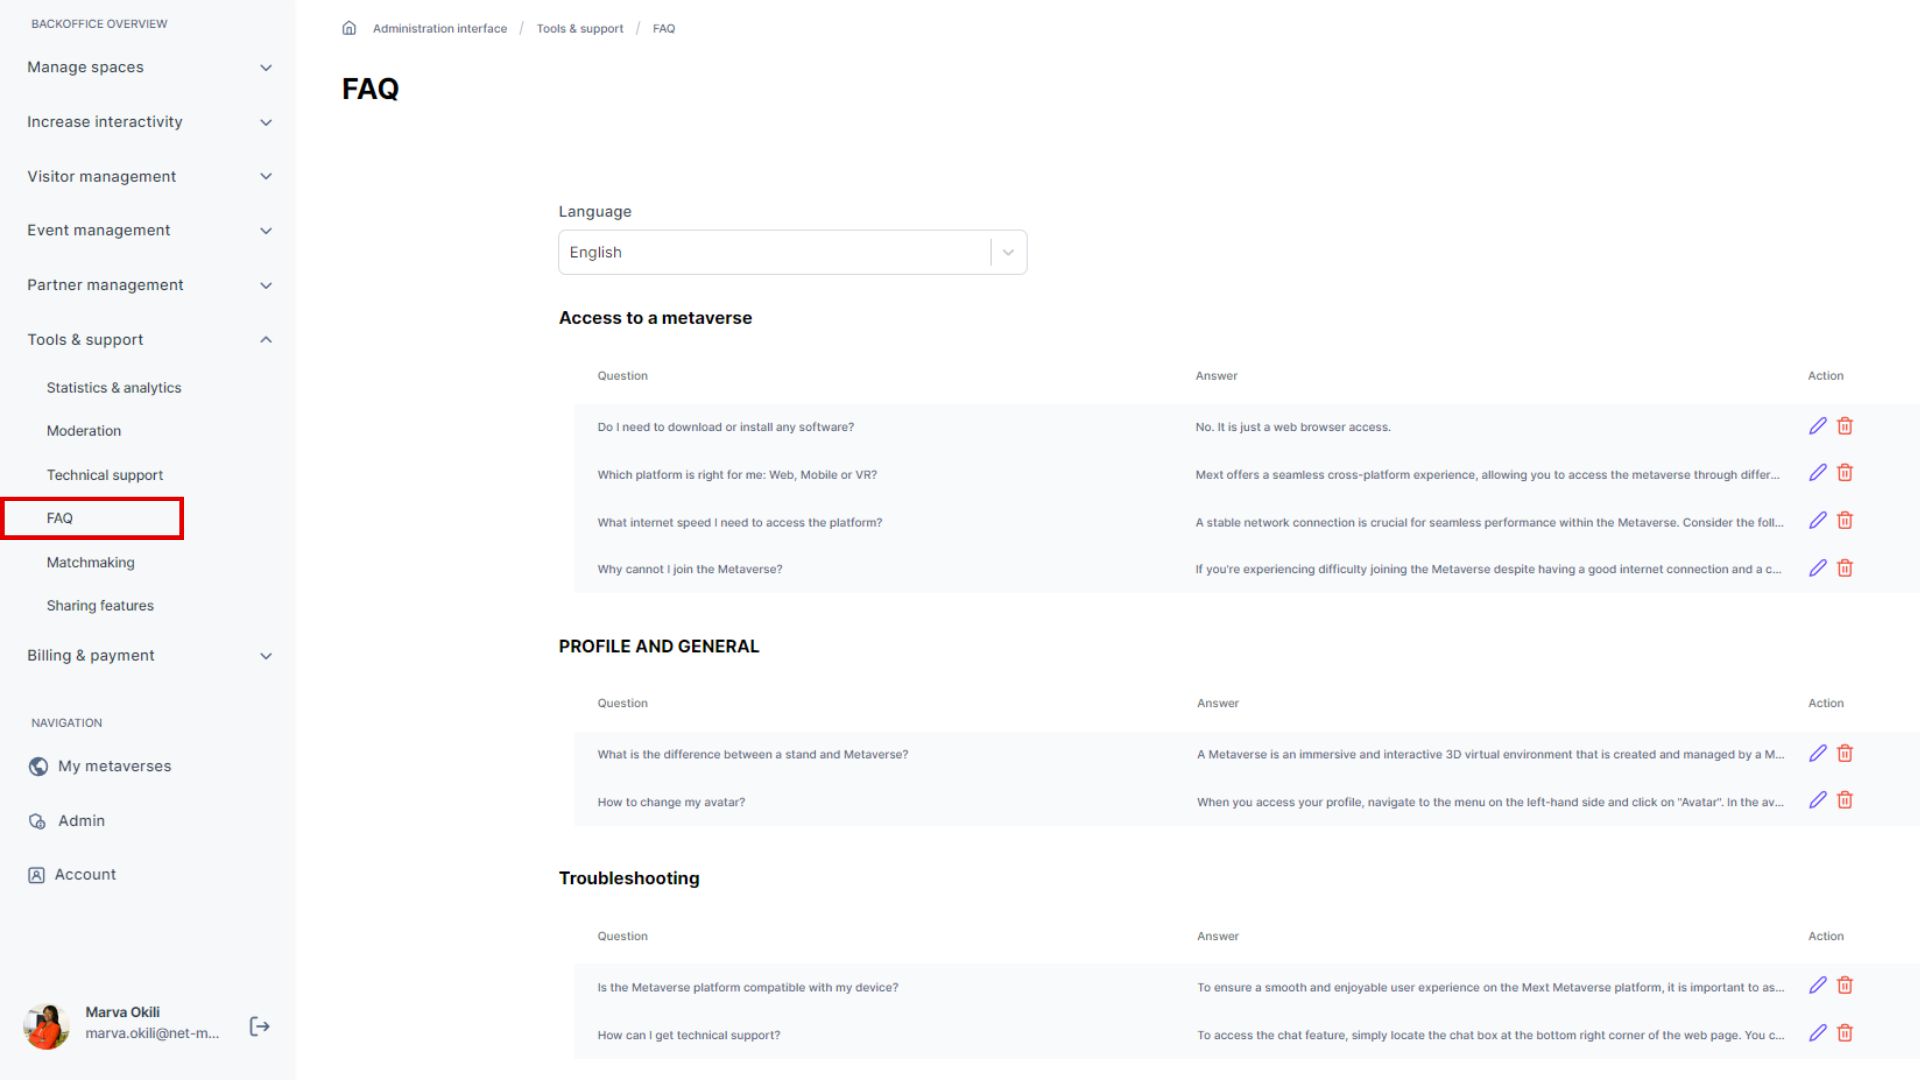 BACKOFFICE OVERVIEW
Manage spaces
Increase interactivity
Visitor management
Event management
Partner management
Tools & support
Statistics & analytics
Moderation
Technical support
FAQ
Matchmaking
Sharing features
Billing & payment
NAVIGATION
My metaverses
Admin
Account
Marva Okili
marva.okili@net-m...
Administration interface / Tools & support / FAQ
FAQ
Language
English
Access to a metaverse
Question Answer Action
Do I need to download or install any software? No. It is just a web browser access.
Which platform is right for me: Web, Mobile or VR? Mext offers a seamless cross-platform experience, allowing you to access the metaverse through differ...
What internet speed I need to access the platform? A stable network connection is crucial for seamless performance within the Metaverse. Consider the foll...
Why cannot I join the Metaverse? If you're experiencing difficulty joining the Metaverse despite having a good internet connection and a c...
PROFILE AND GENERAL
Question Answer Action
What is the difference between a stand and Metaverse? A Metaverse is an immersive and interactive 3D virtual environment that is created and managed by a M...
How to change my avatar? When you access your profile, navigate to the menu on the left-hand side and click on "Avatar". In the av...
Troubleshooting
Question Answer Action
Is the Metaverse platform compatible with my device? To ensure a smooth and enjoyable user experience on the Mext Metaverse platform, it is important to as...
How can I get technical support? To access the chat feature, simply locate the chat box at the bottom right corner of the web page. You c...